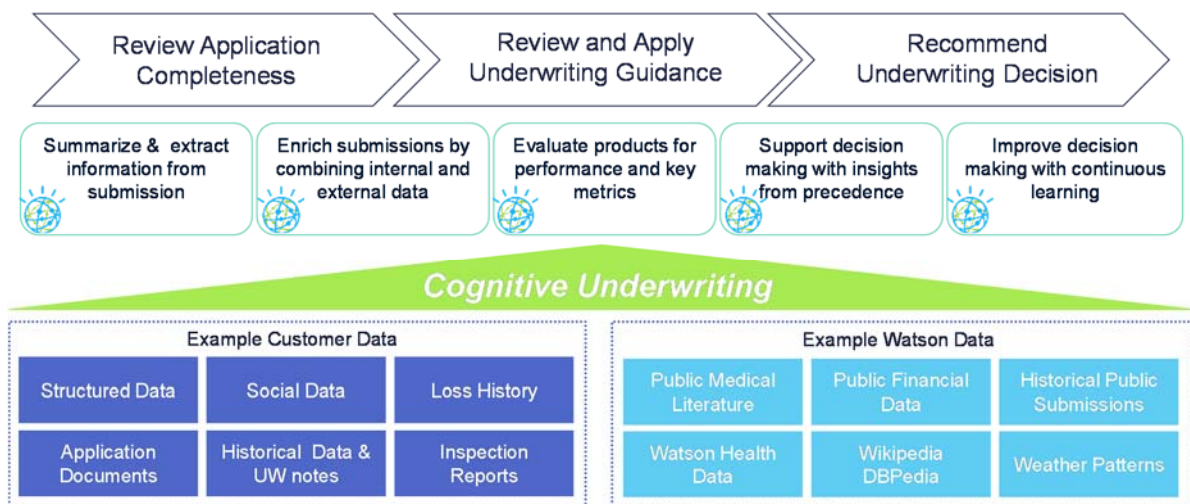 Review Application
Completeness
Review and Apply
Underwriting Guidance
Recommend
Underwriting Decision
Summarize & extract
information from
submission
Enrich submissions by
combining internal and
external data
Evaluate products for
performance and key
metrics
Support decision
making with insights
from precedence
Improve decision
making with continuous
learning
Cognitive Underwriting
Example Customer Data
Structured Data
Social Data
Loss History
Application
Documents
Historical Data &
UW notes
Inspection
Reports
Example Watson Data
Public Medical
Literature
Public Financial
Data
Historical Public
Submissions
Watson Health
Data
Wikipedia
DBPedia
Weather Patterns